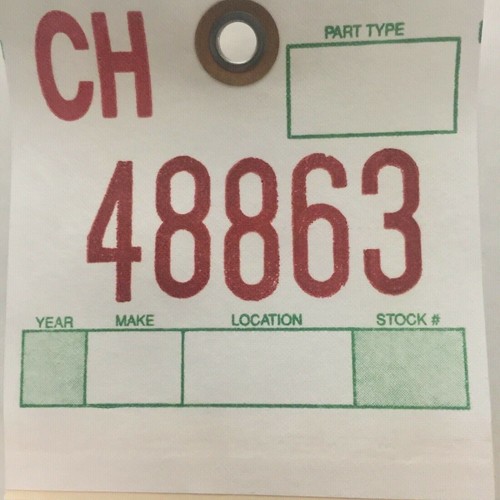 CH
PART TYPE
48863
YEAR MAKE LOCATION STOCK #